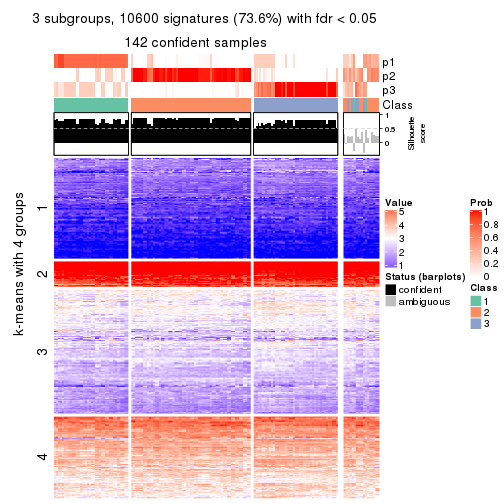 3 subgroups, 10600 signatures (73.6%) with fdr < 0.05
142 confident samples
p1
p2
p3
Class
1
0.5
0
Silhouette
score
k-means with 4 groups
1
2
3
4
Value
5
4
3
2
1
Status (barplots)
confident
ambiguous
Prob
1
0.8
0.6
0.4
0.2
0
Class
1
2
3